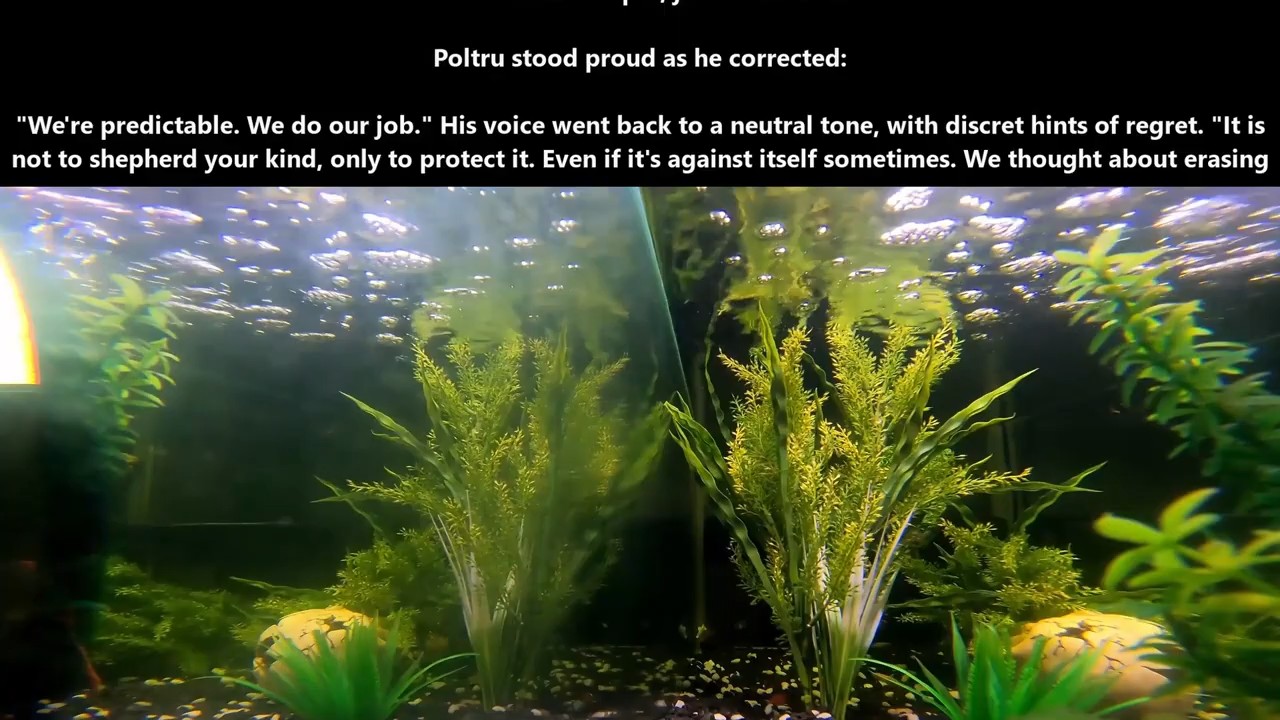 Poltru stood proud as he corrected:
"We're predictable. We do our job." His voice went back to a neutral tone, with discret hints of regret. "It is
not to shepherd your kind, only to protect it. Even if it's against itself sometimes. We thought about erasing